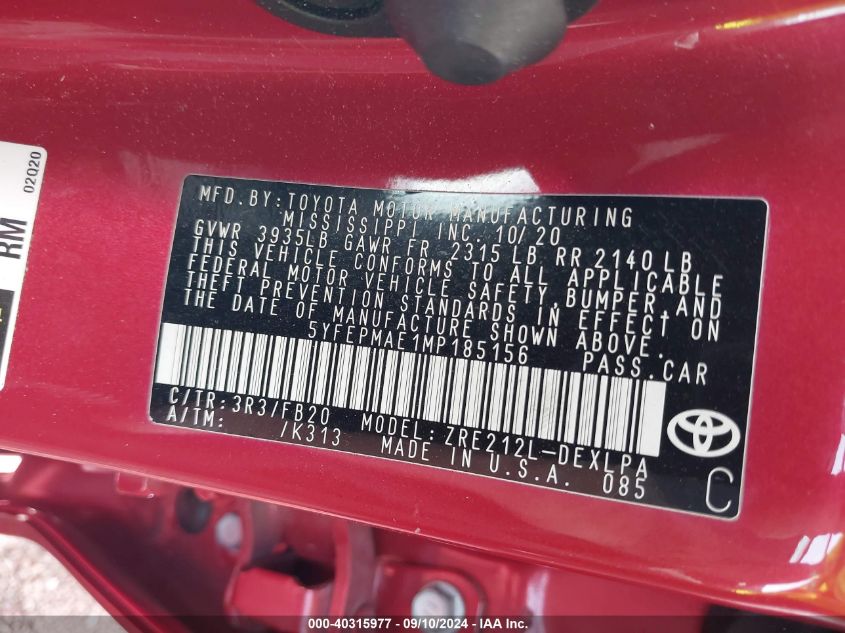 02Q20
RM
MFD.BY:TOYOTA MOTOR MANUFACTURING
MISSISSIPPI INC. 10/20
GVWR 3935LB GAWR FR 2315 LB RR 2140 LB
THIS VEHICLE CONFORMS TO ALL APPLICABLE
FEDERAL MOTOR VEHICLE SAFETY,BUMPER,AND
THEFT PREVENTION STANDARDS IN EFFECT ON
THE DATE OF MANUFACTURE SHOWN ABOVE.
5YFEPMAE1MP185156 PASS.CAR
C/TR:3R3/FB20 MODEL:ZRE212L-DEXLPA
A/TM: /K313 MADE IN U.S.A. 085
C
000-40315977 — 09/10/2024 — IAA Inc.